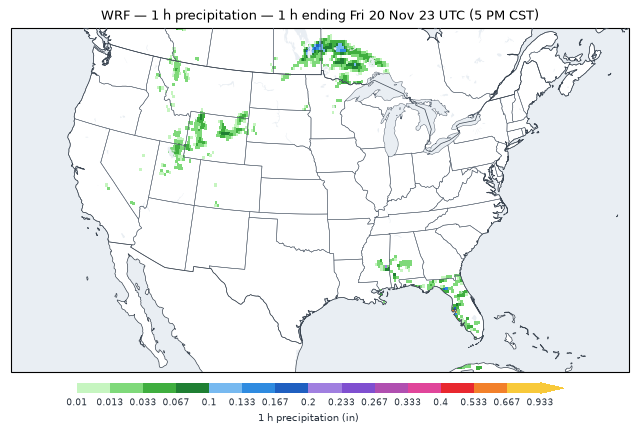 WRF — 1 h precipitation — 1 h ending Fri 20 Nov 23 UTC (5 PM CST)
0.01 0.013 0.033 0.067 0.1 0.133 0.167 0.2 0.233 0.267 0.333 0.4 0.533 0.667 0.933
1 h precipitation (in)